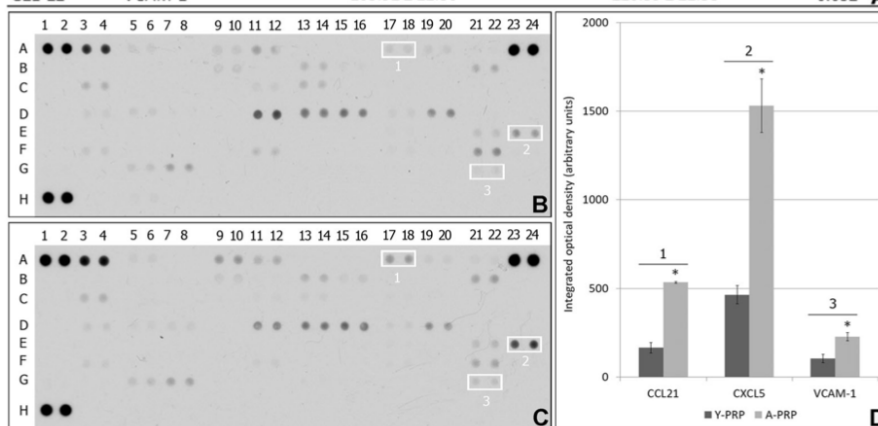 1 2 3 4 5 6 7 8 9 10 11 12 13 14 15 16 17 18 19 20 21 22 23 24
A
1
B
C
D
E
2
F
G
3
H
B
1 2 3 4 5 6 7 8 9 10 11 12 13 14 15 16 17 18 19 20 21 22 23 24
A
1
B
C
D
E
2
F
G
3
H
C
Integrated optical density (arbitrary units)
2000
1500
1000
500
0
1
*
2
*
3
*
CCL21
CXCL5
VCAM-1
Y-PRP
A-PRP
D